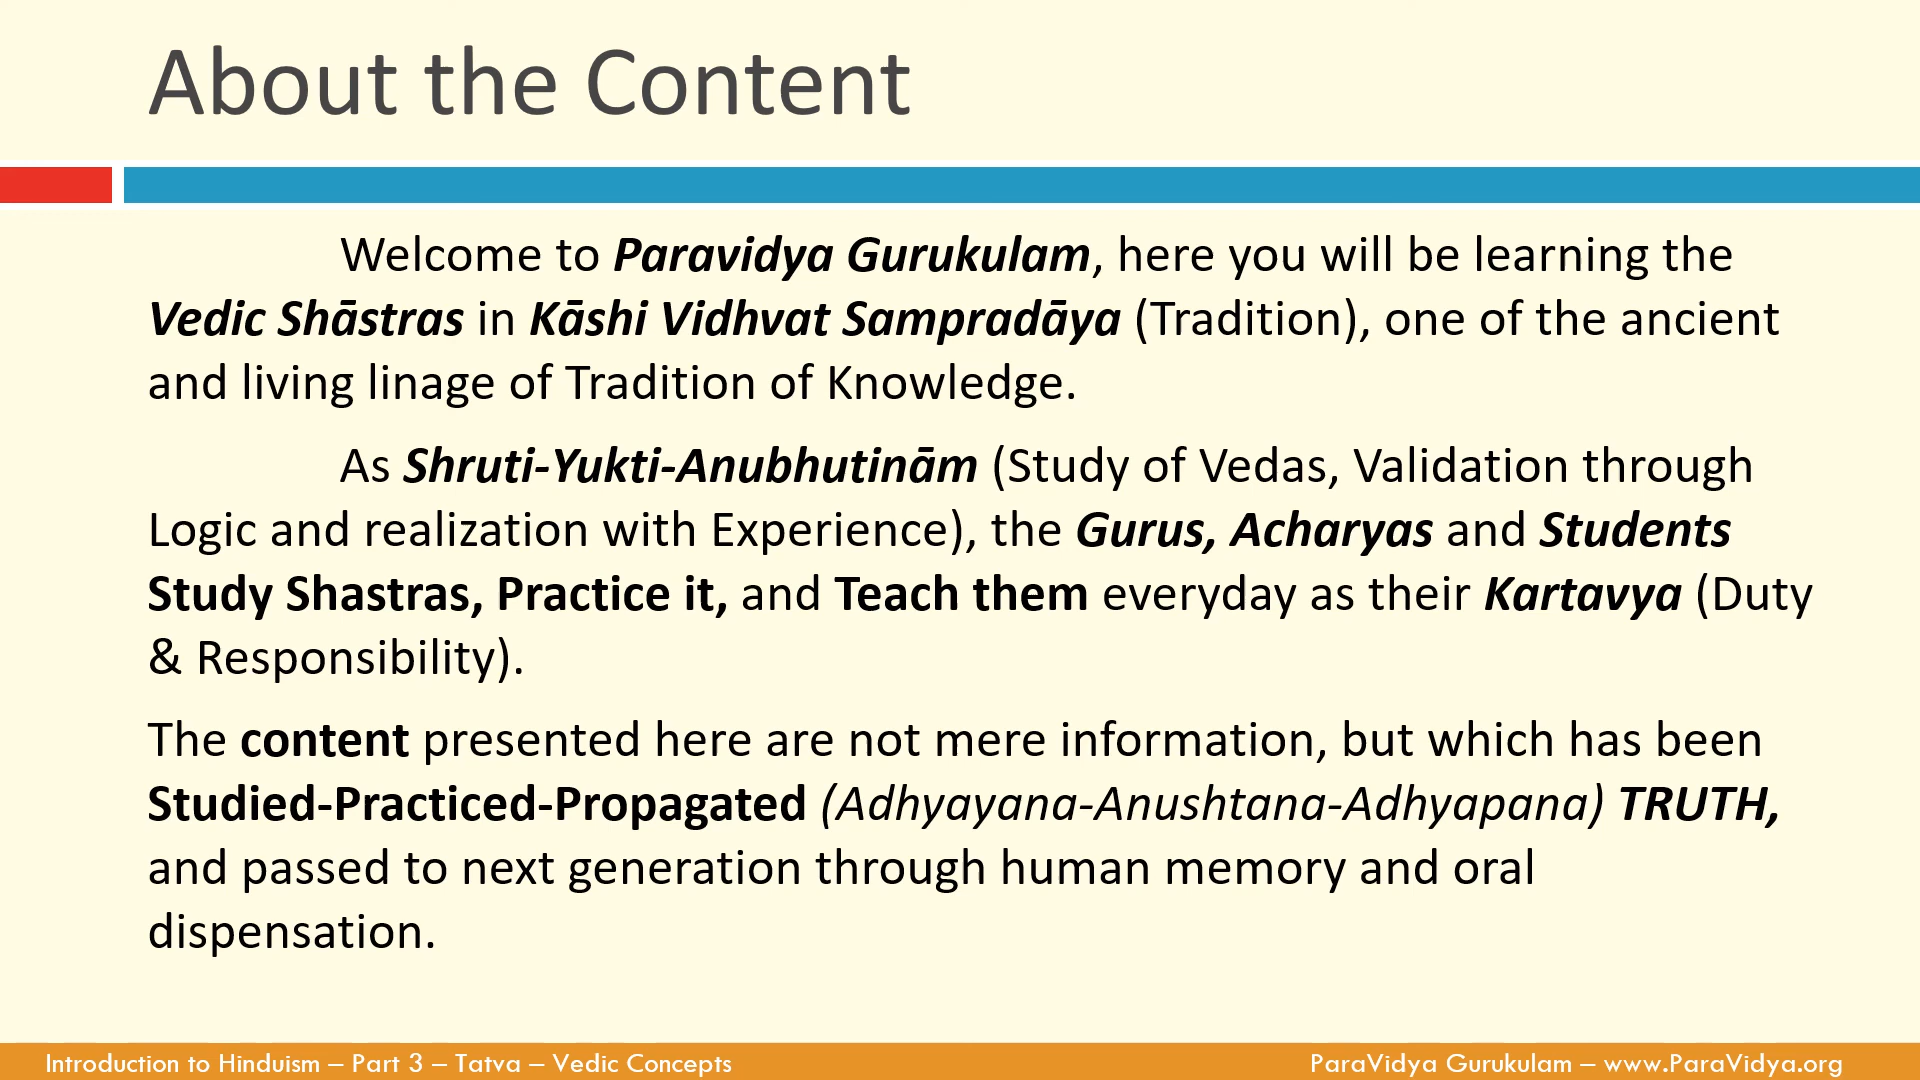 About the Content
Welcome to Paravidya Gurukulam, here you will be learning the
Vedic Shāstras in Kāshi Vidhvat Sampradāya (Tradition), one of the ancient
and living linage of Tradition of Knowledge.
As Shruti-Yukti-Anubhutinām (Study of Vedas, Validation through
Logic and realization with Experience), the Gurus, Acharyas and Students
Study Shastras, Practice it, and Teach them everyday as their Kartavya (Duty
& Responsibility).
The content presented here are not mere information, but which has been
Studied-Practiced-Propagated (Adhyayana-Anushtana-Adhyapana) TRUTH,
and passed to next generation through human memory and oral
dispensation.
Introduction to Hinduism – Part 3 – Tatva – Vedic Concepts
ParaVidya Gurukulam – www.ParaVidya.org